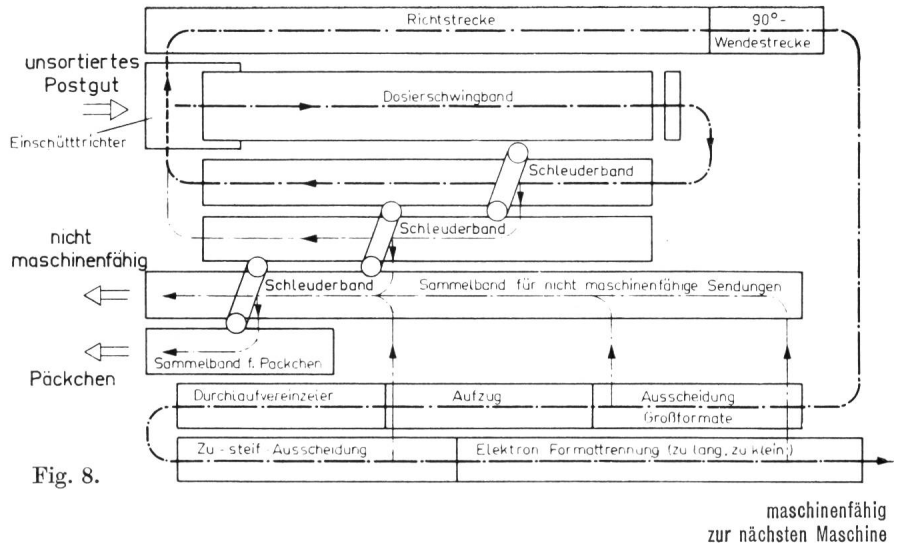 Richtstrecke
90°-
Wendestrecke
unsortiertes
Postgut
Einschütttrichter
Dosierschwingband
Schleuderband
Schleuderband
nicht
maschinenfähig
Schleuderband
Sammelband für nicht maschinenfähige Sendungen
Päckchen
Sammelband f. Päckchen
Durchlaufvereinzeler
Aufzug
Ausscheidung
Großformate
Zu-steif-Ausscheidung
Elektron Formattrennung (zu lang, zu klein)
Fig. 8.
maschinenfähig
zur nächsten Maschine